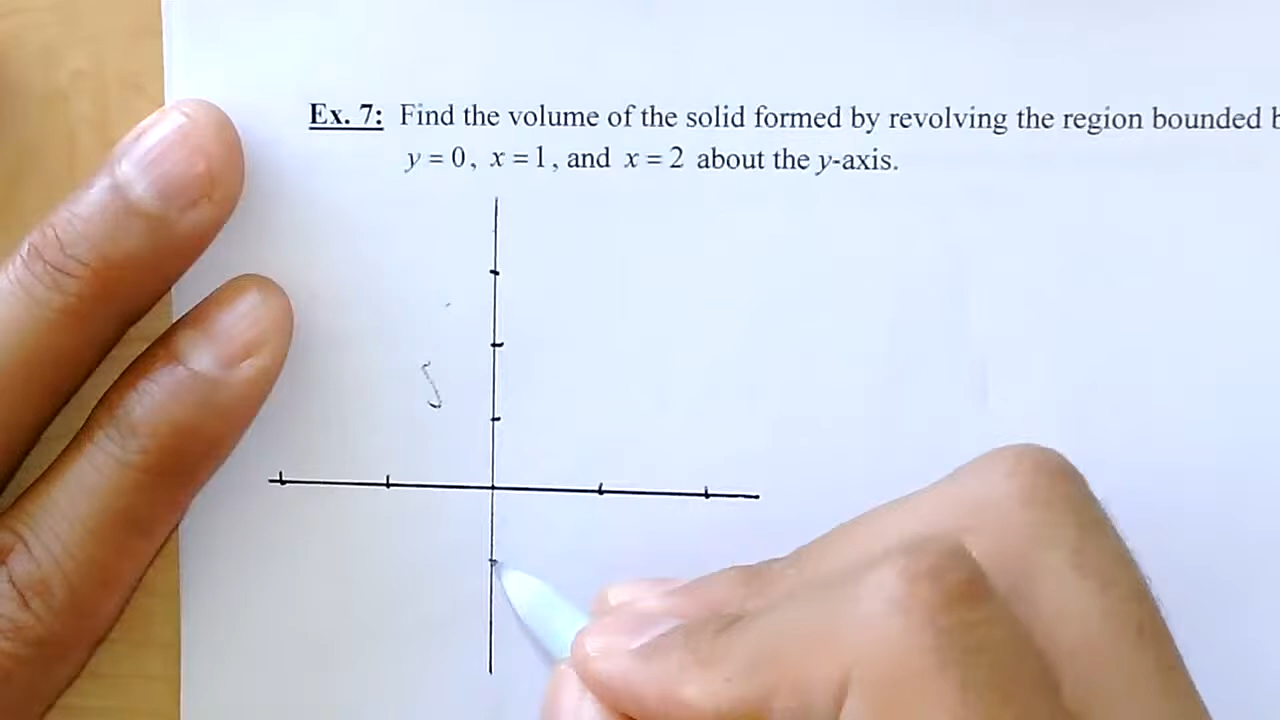 Ex. 7: Find the volume of the solid formed by revolving the region bounded
y = 0, x = 1, and x = 2 about the y-axis.